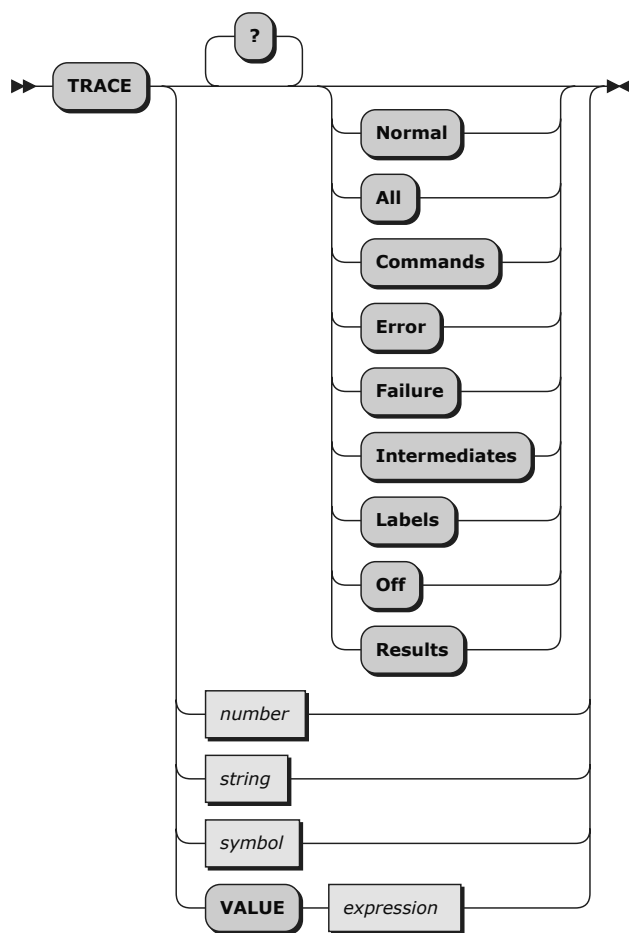 ?
TRACE
Normal
All
Commands
Error
Failure
Intermediates
Labels
Off
Results
number
string
symbol
VALUE expression